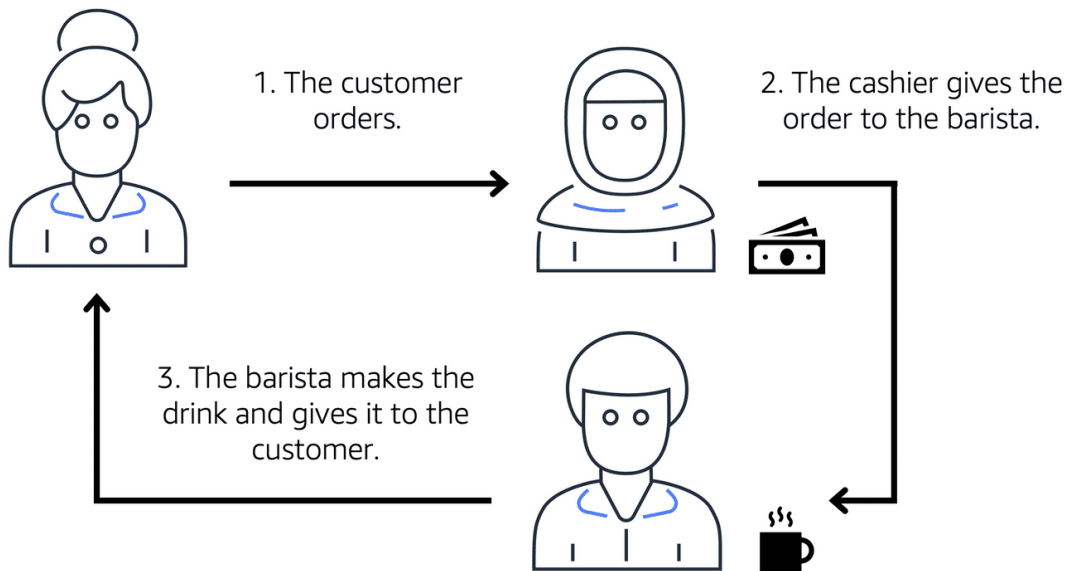 1. The customer
orders.
2. The cashier gives the
order to the barista.
3. The barista makes the
drink and gives it to the
customer.